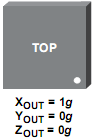 TOP
XOUT = 1g
YOUT = 0g
ZOUT = 0g